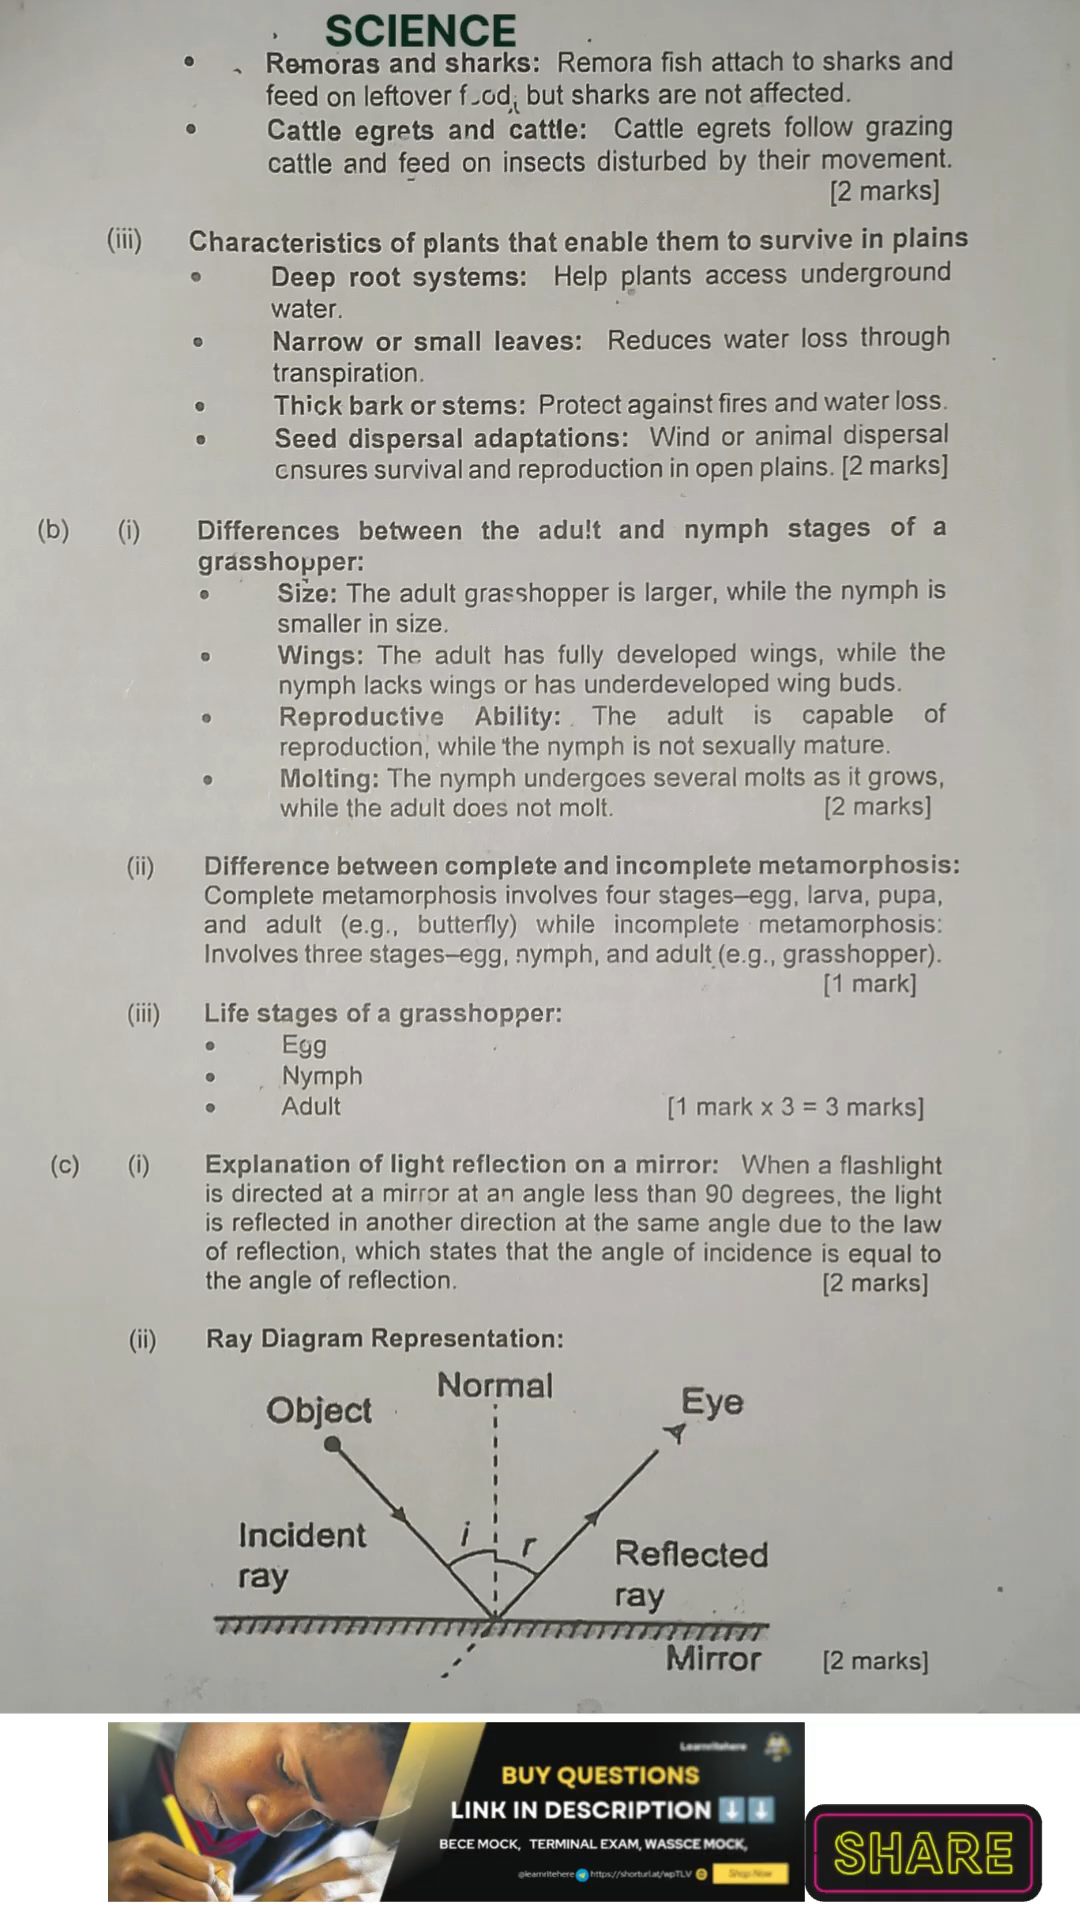 SCIENCE
• Remoras and sharks: Remora fish attach to sharks and
feed on leftover food, but sharks are not affected.
• Cattle egrets and cattle: Cattle egrets follow grazing
cattle and feed on insects disturbed by their movement.
[2 marks]
(iii) Characteristics of plants that enable them to survive in plains
• Deep root systems: Help plants access underground
water.
• Narrow or small leaves: Reduces water loss through
transpiration.
• Thick bark or stems: Protect against fires and water loss.
• Seed dispersal adaptations: Wind or animal dispersal
ensures survival and reproduction in open plains. [2 marks]
(b) (i) Differences between the adult and nymph stages of a
grasshopper:
• Size: The adult grasshopper is larger, while the nymph is
smaller in size.
• Wings: The adult has fully developed wings, while the
nymph lacks wings or has underdeveloped wing buds.
• Reproductive Ability: The adult is capable of
reproduction, while the nymph is not sexually mature.
• Molting: The nymph undergoes several molts as it grows,
while the adult does not molt. [2 marks]
(ii) Difference between complete and incomplete metamorphosis:
Complete metamorphosis involves four stages–egg, larva, pupa,
and adult (e.g., butterfly) while incomplete metamorphosis:
Involves three stages–egg, nymph, and adult (e.g., grasshopper).
[1 mark]
(iii) Life stages of a grasshopper:
• Egg
• Nymph
• Adult [1 mark x 3 = 3 marks]
(c) (i) Explanation of light reflection on a mirror: When a flashlight
is directed at a mirror at an angle less than 90 degrees, the light
is reflected in another direction at the same angle due to the law
of reflection, which states that the angle of incidence is equal to
the angle of reflection. [2 marks]
(ii) Ray Diagram Representation:
Normal
Object
Eye
i
r
Incident
ray
Reflected
ray
Mirror [2 marks]
Learnritehere
BUY QUESTIONS
LINK IN DESCRIPTION
BECE MOCK, TERMINAL EXAM, WASSCE MOCK,
@learnritehere https://shorturl.at/wpTLV
Shop Now
SHARE